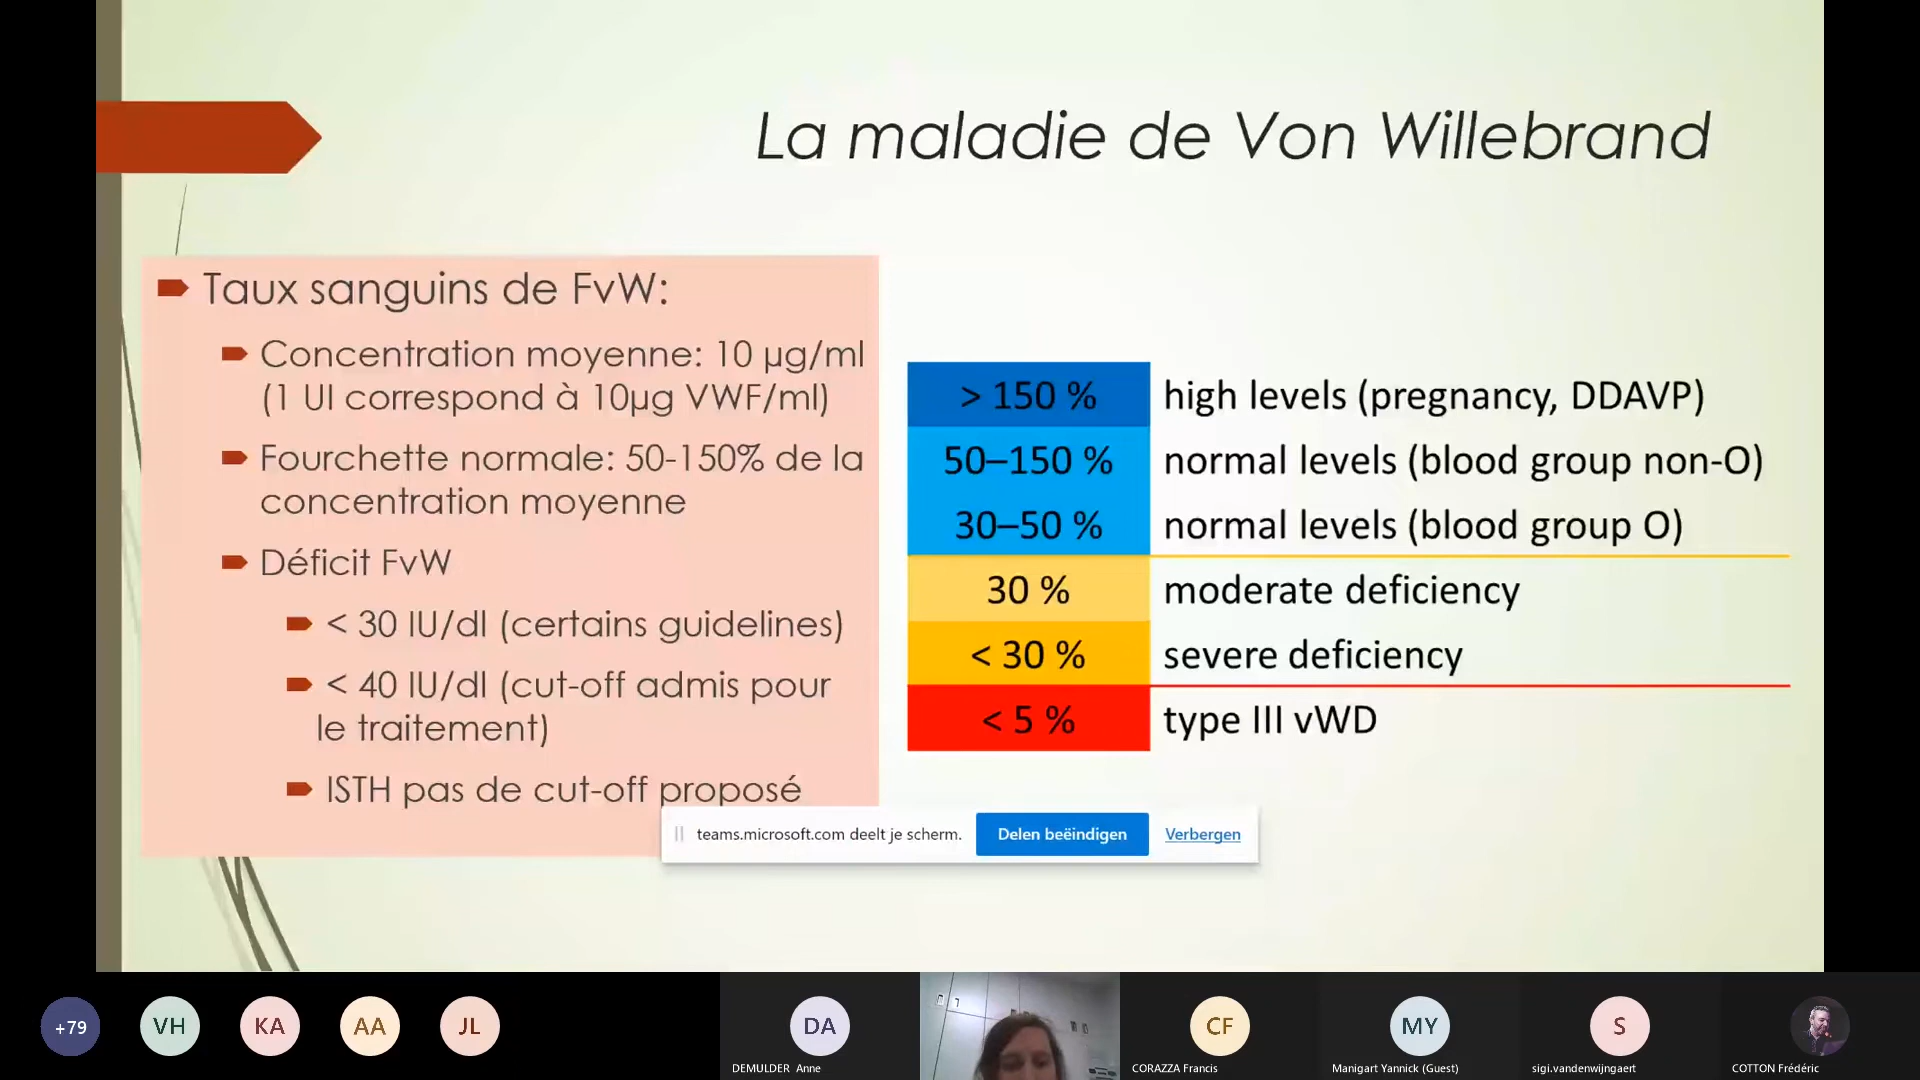 La maladie de Von Willebrand
Taux sanguins de FvW:
Concentration moyenne: 10 µg/ml
(1 UI correspond à 10µg VWF/ml)
Fourchette normale: 50-150% de la
concentration moyenne
Déficit FvW
< 30 IU/dl (certains guidelines)
< 40 IU/dl (cut-off admis pour
le traitement)
ISTH pas de cut-off proposé
> 150 % high levels (pregnancy, DDAVP)
50–150 % normal levels (blood group non-O)
30–50 % normal levels (blood group O)
30 % moderate deficiency
< 30 % severe deficiency
< 5 % type III vWD
teams.microsoft.com deelt je scherm. Delen beëindigen Verbergen
+79 VH KA AA JL DA CF MY S
DEMULDER Anne CORAZZA Francis Manigart Yannick (Guest) sigi.vandenwijngaert COTTON Frédéric